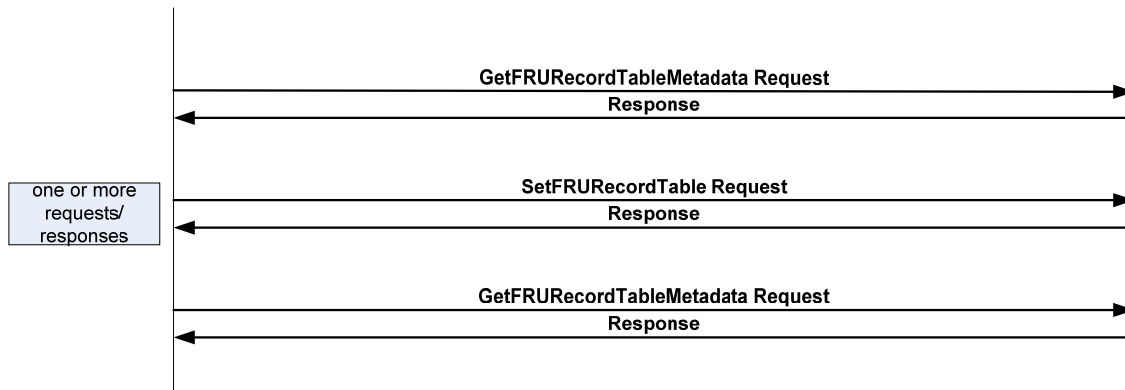 GetFRURecordTableMetadata Request
Response
one or more
requests/
responses
SetFRURecordTable Request
Response
GetFRURecordTableMetadata Request
Response